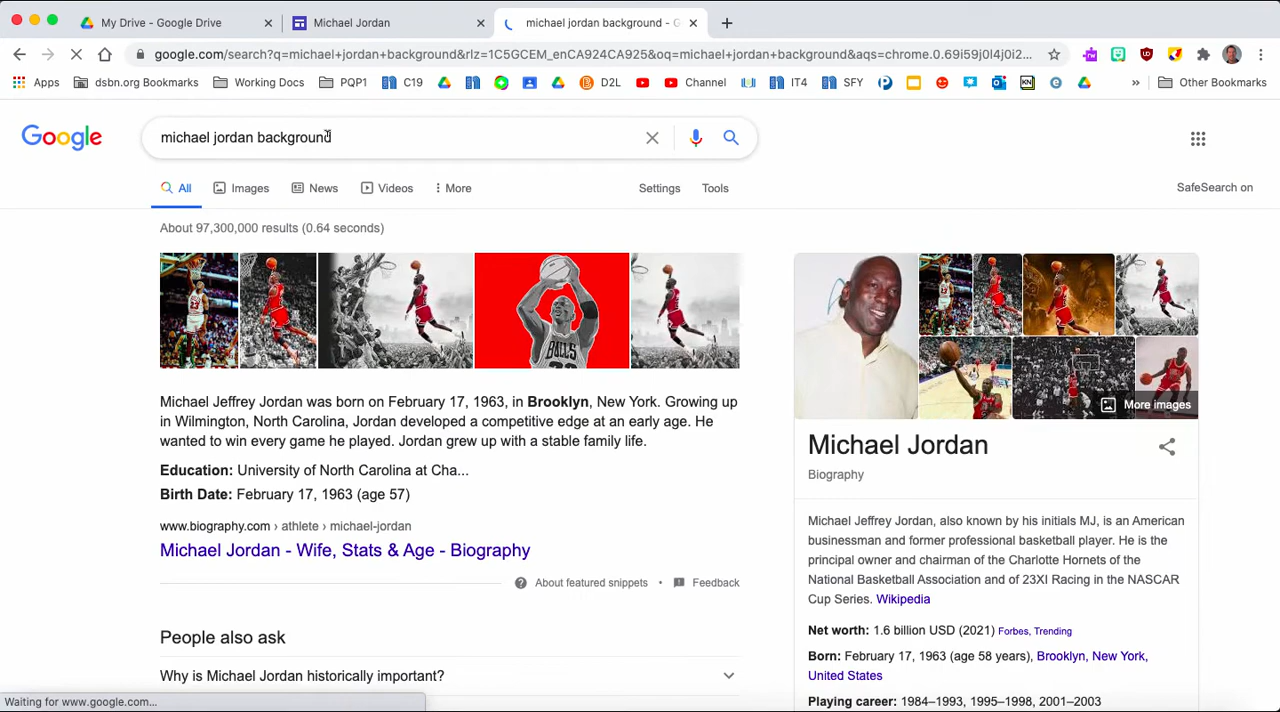 My Drive - Google Drive
Michael Jordan
michael jordan background - G
google.com/search?q=michael+jordan+background&rlz=1C5GCEM_enCA924CA925&oq=michael+jordan+background&aqs=chrome.0.69i59j0l4j0i2...
Apps
dsbn.org Bookmarks
Working Docs
PQP1
C19
D2L
Channel
IT4
SFY
»
Other Bookmarks
Google
michael jordan background
All
Images
News
Videos
More
Settings
Tools
SafeSearch on
About 97,300,000 results (0.64 seconds)
BULLS
More images
Michael Jordan
Biography
Michael Jeffrey Jordan was born on February 17, 1963, in Brooklyn, New York. Growing up
in Wilmington, North Carolina, Jordan developed a competitive edge at an early age. He
wanted to win every game he played. Jordan grew up with a stable family life.
Education: University of North Carolina at Cha...
Birth Date: February 17, 1963 (age 57)
www.biography.com › athlete › michael-jordan
Michael Jordan - Wife, Stats & Age - Biography
About featured snippets
•
Feedback
People also ask
Why is Michael Jordan historically important?
Michael Jeffrey Jordan, also known by his initials MJ, is an American
businessman and former professional basketball player. He is the
principal owner and chairman of the Charlotte Hornets of the
National Basketball Association and of 23XI Racing in the NASCAR
Cup Series. Wikipedia
Net worth: 1.6 billion USD (2021) Forbes, Trending
Born: February 17, 1963 (age 58 years), Brooklyn, New York,
United States
Playing career: 1984–1993, 1995–1998, 2001–2003
Waiting for www.google.com...